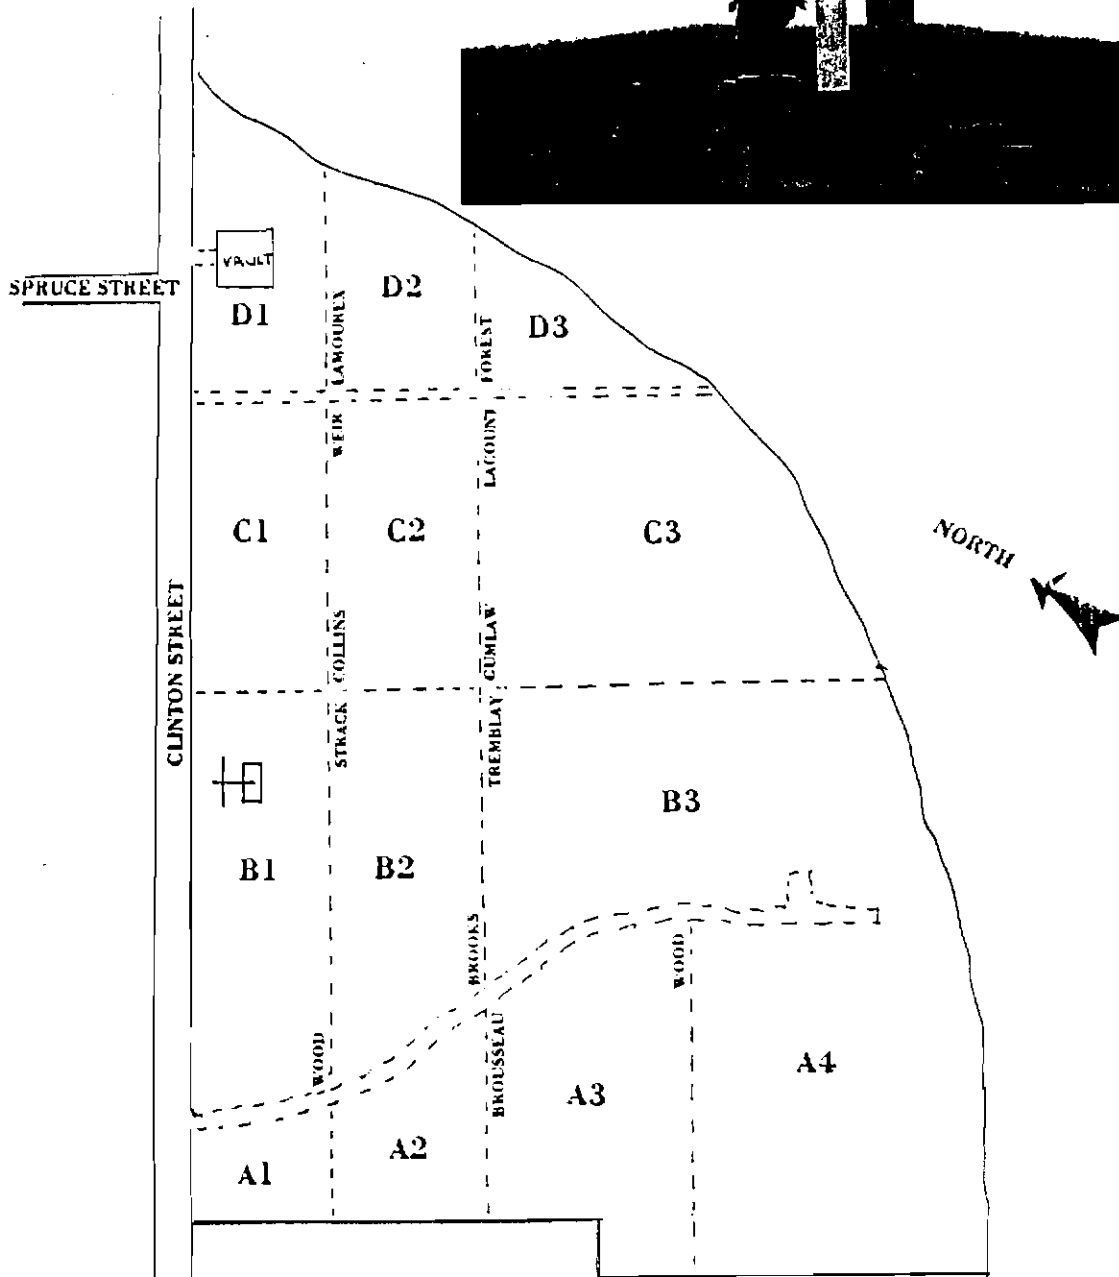 VAULT
SPRUCE STREET
D1
D2
D3
LAMOUREX
FOREST
WEIR
LACOUNT
C1
C2
C3
NORTH
CLINTON STREET
COLLINS
CUMLAW
STRACK
TREMBLAY
B3
B1
B2
BROOKS
WOOD
WOOD
BROUSSEAU
A4
A3
A2
A1